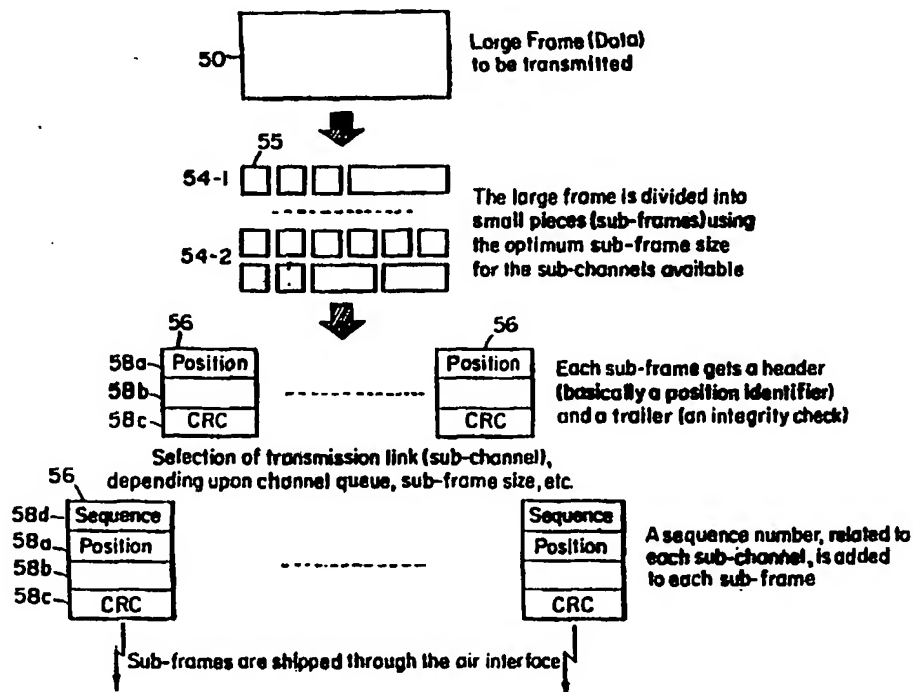 50
Large Frame (Data)
to be transmitted
55
54-1
54-2
The large frame is divided into
small pieces (sub-frames) using
the optimum sub-frame size
for the sub-channels available
56
56
58a
Position
Position
58b
58c
CRC
CRC
Each sub-frame gets a header
(basically a position identifier)
and a trailer (an integrity check)
Selection of transmission link (sub-channel),
depending upon channel queue, sub-frame size, etc.
56
58d
Sequence
Sequence
58a
Position
Position
58b
58c
CRC
CRC
A sequence number, related to
each sub-channel, is added
to each sub-frame
Sub-frames are shipped through the air interface